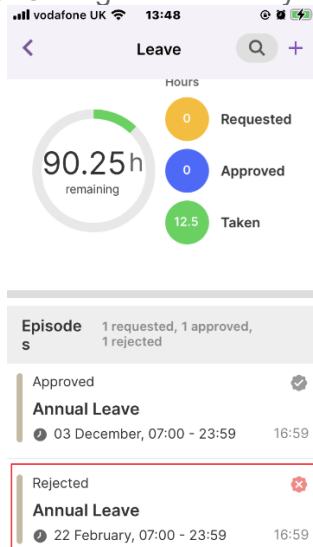 vodafone UK 13:48
Leave
Hours
0 Requested
90.25h
remaining
0 Approved
12.5 Taken
Episode
s
1 requested, 1 approved,
1 rejected
Approved
Annual Leave
03 December, 07:00 - 23:59 16:59
Rejected
Annual Leave
22 February, 07:00 - 23:59 16:59